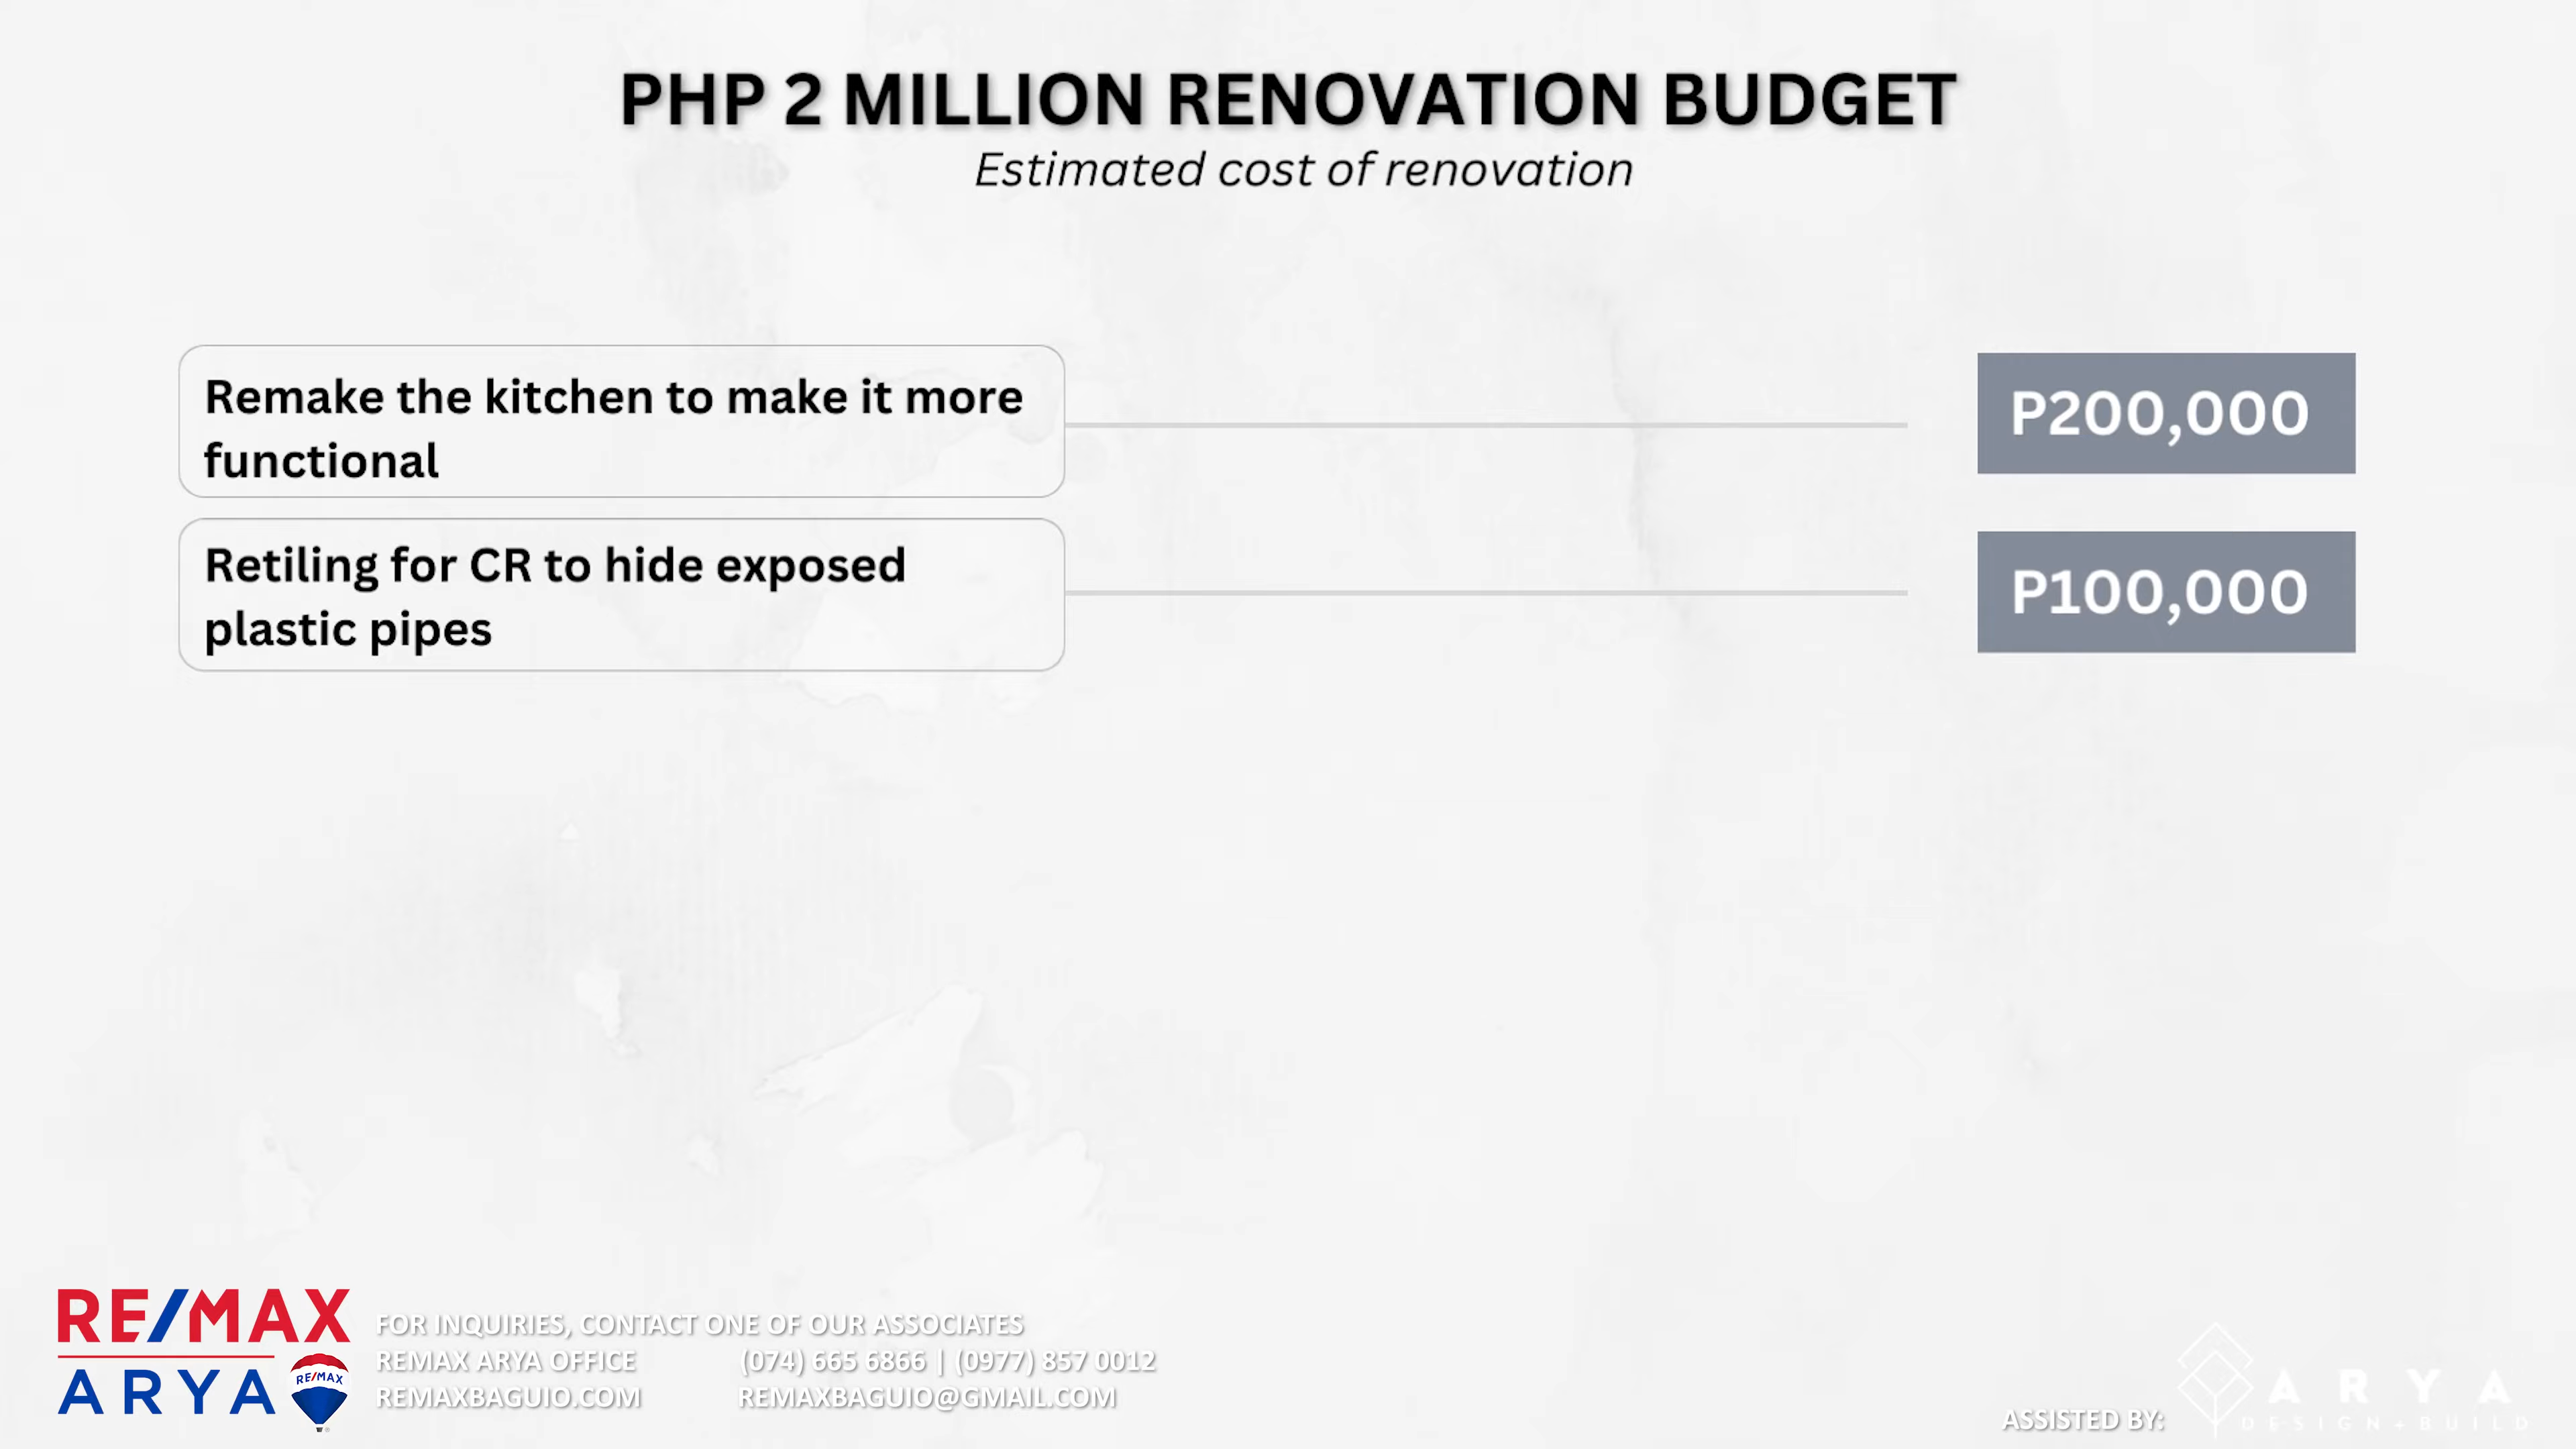 PHP 2 MILLION RENOVATION BUDGET
Estimated cost of renovation
Remake the kitchen to make it more
functional
P200,000
Retiling for CR to hide exposed
plastic pipes
P100,000
RE/MAX
ARYA
RE/MAX
FOR INQUIRIES, CONTACT ONE OF OUR ASSOCIATES
REMAX ARYA OFFICE (074) 665 6866 | (0977) 857 0012
REMAXBAGUIO.COM REMAXBAGUIO@GMAIL.COM
ASSISTED BY:
ARYA
DESIGN + BUILD